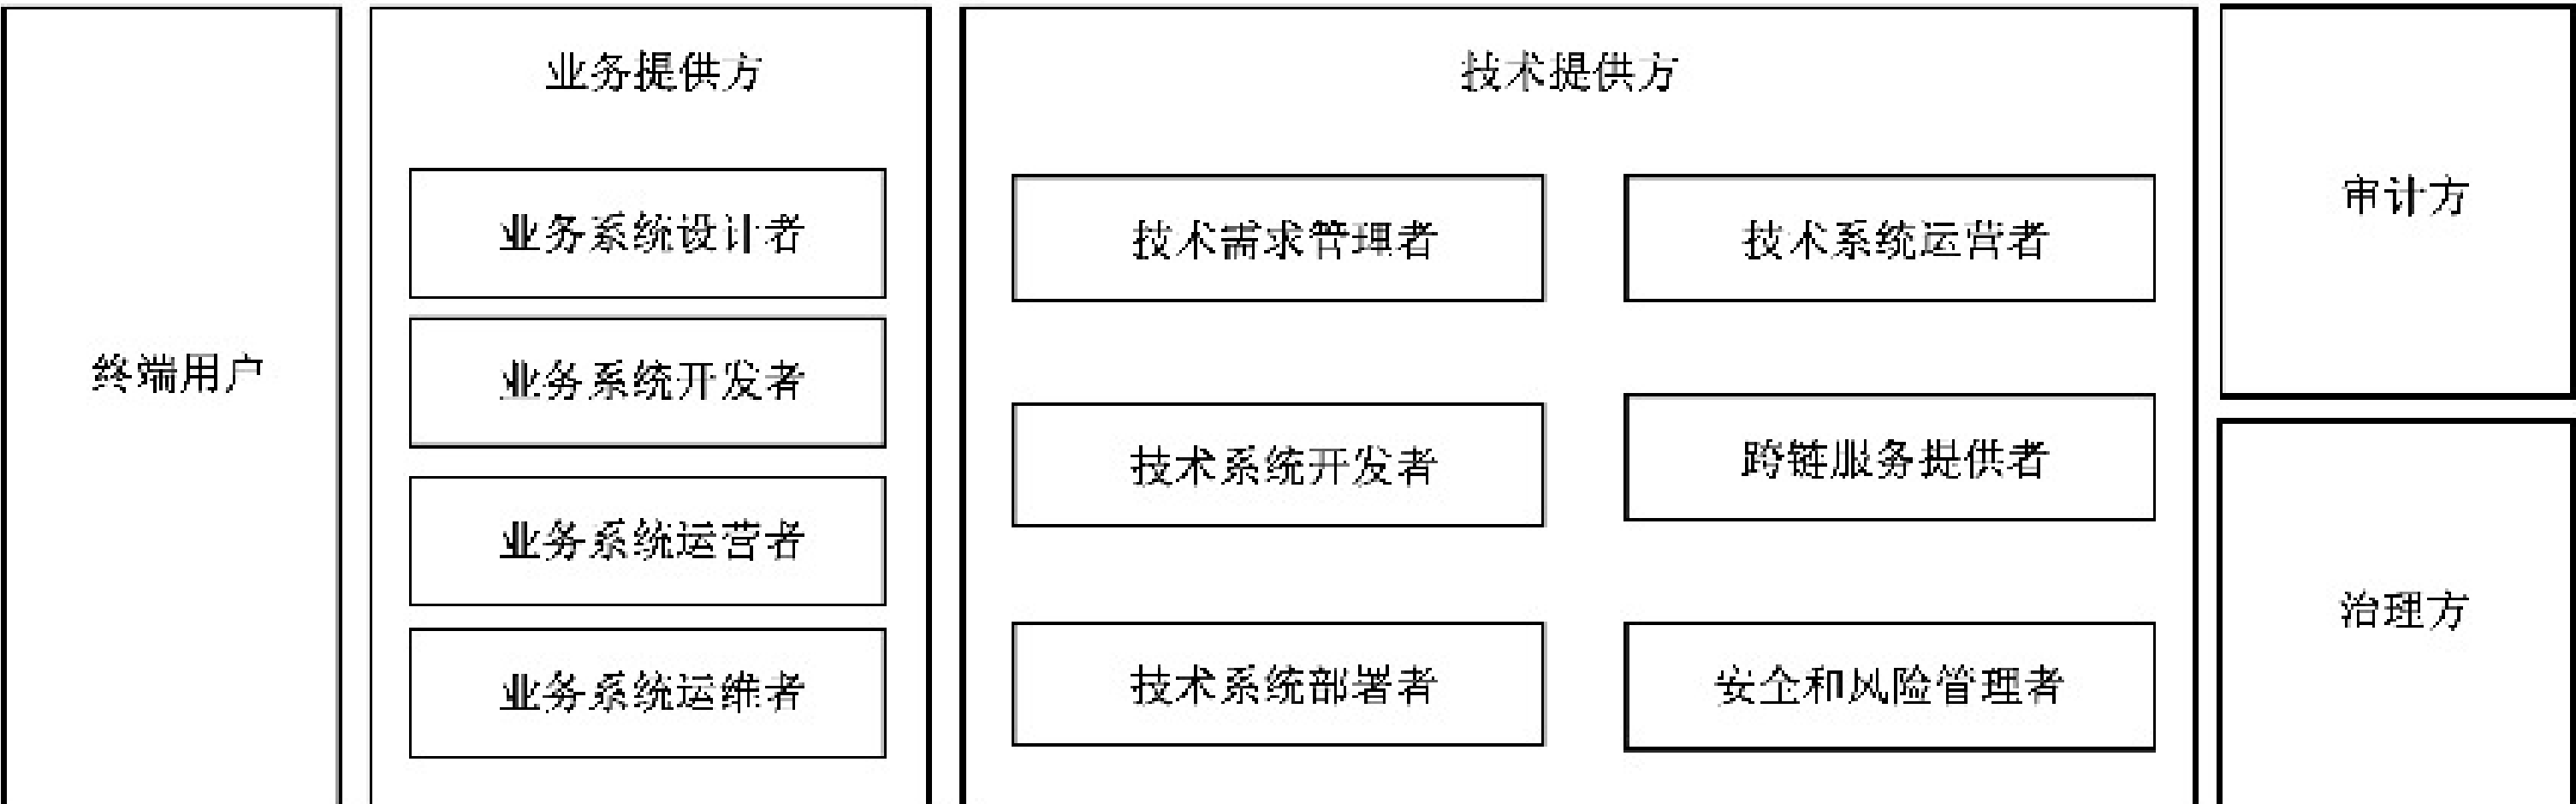 终端用户
业务提供方
业务系统设计者
业务系统开发者
业务系统运营者
业务系统运维者
技术提供方
技术需求管理者
技术系统运营者
技术系统开发者
跨链服务提供者
技术系统部署者
安全和风险管理者
审计方
治理方